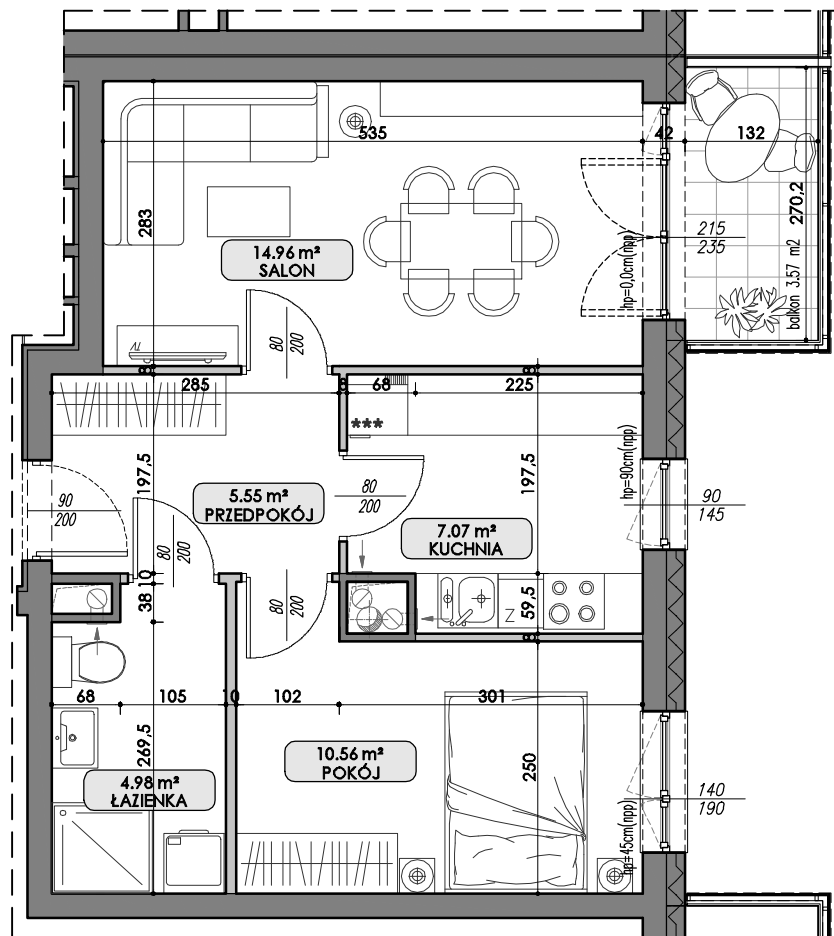 535
42
132
283
270,2
14.96 m²
SALON
hp=0,0cm(npp)
215
235
balkon 3.57 m2
TV
80
200
285
8
68
225
***
197,5
90
200
5.55 m²
PRZEDPOKÓJ
80
200
197,5
7.07 m²
KUCHNIA
hp=90cm(npp)
90
145
80
200
10
38
80
200
59,5
Z
68
105
10
102
301
269,5
250
10.56 m²
POKÓJ
4.98 m²
ŁAZIENKA
hp=45cm(npp)
140
190